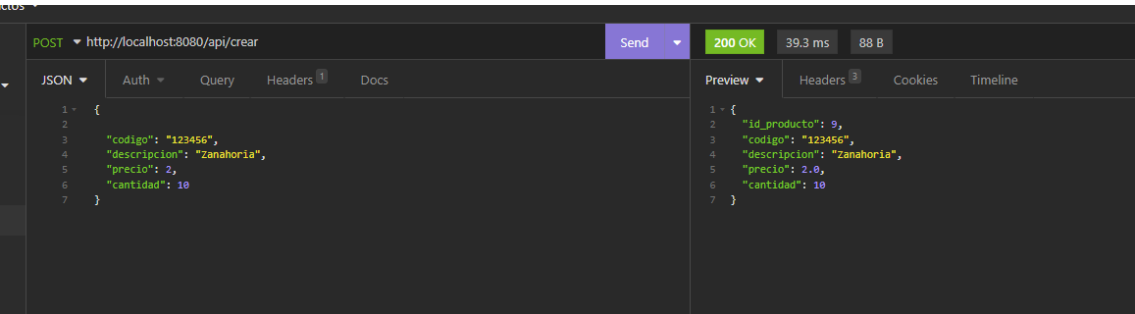 POST http://localhost:8080/api/crear Send 200 OK 39.3 ms 88 B
JSON Auth Query Headers 1 Docs Preview Headers 3 Cookies Timeline
1 {
2
3 "codigo": "123456",
4 "descripcion": "Zanahoria",
5 "precio": 2,
6 "cantidad": 10
7 }
1 {
2 "id_producto": 9,
3 "codigo": "123456",
4 "descripcion": "Zanahoria",
5 "precio": 2.0,
6 "cantidad": 10
7 }